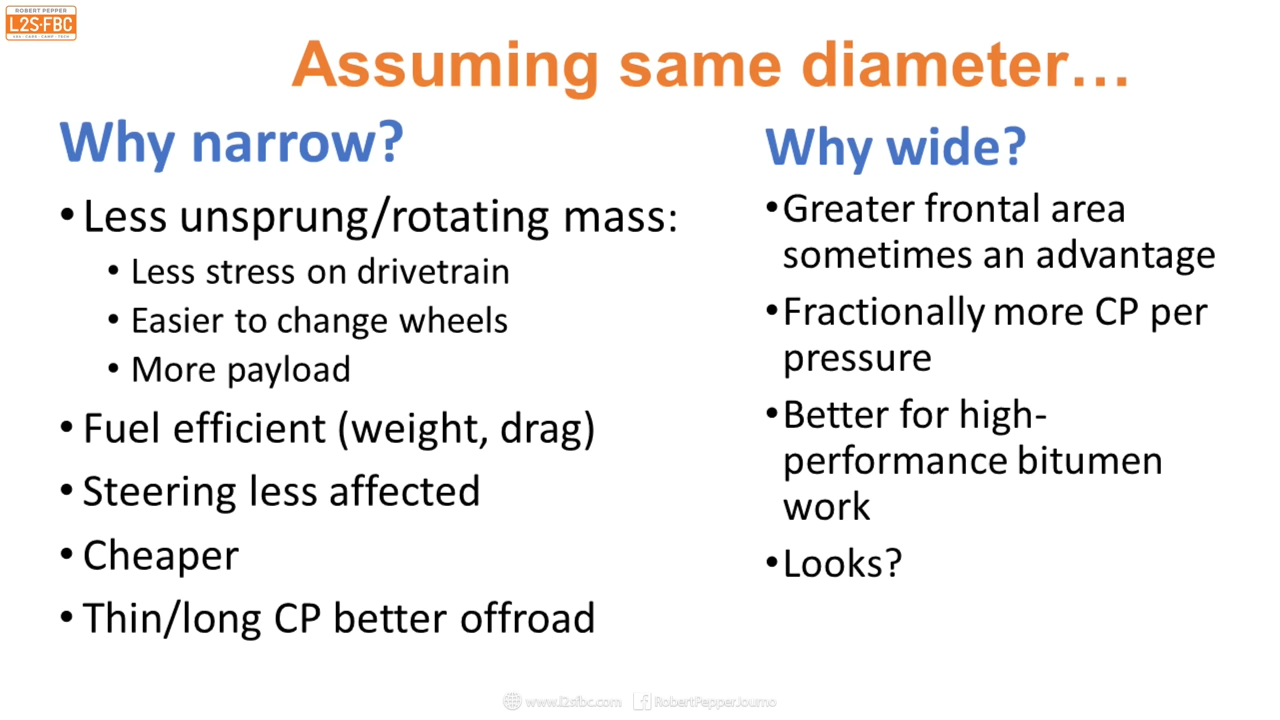 ROBERT PEPPER
L2S•FBC
Assuming same diameter…
Why narrow?
•Less unsprung/rotating mass:
•Less stress on drivetrain
•Easier to change wheels
•More payload
•Fuel efficient (weight, drag)
•Steering less affected
•Cheaper
•Thin/long CP better offroad
Why wide?
•Greater frontal area
sometimes an advantage
•Fractionally more CP per
pressure
•Better for high-
performance bitumen
work
•Looks?
www.l2sfbc.com RobertPepperJourno